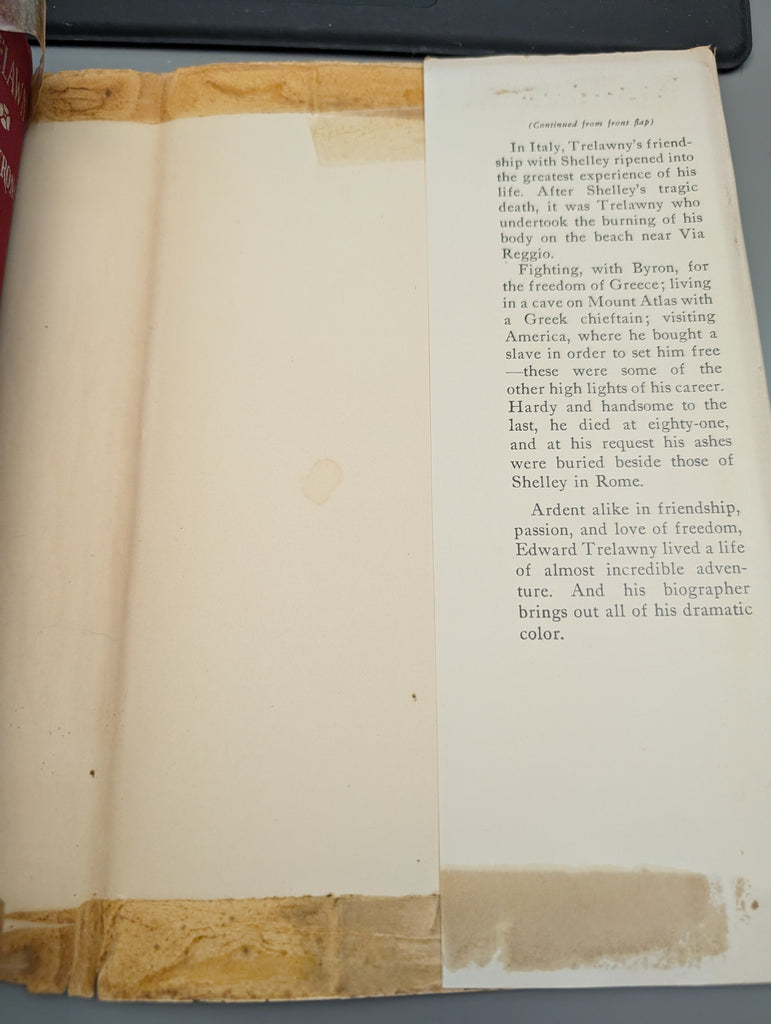 (Continued from front flap)
In Italy, Trelawny's friend-
ship with Shelley ripened into
the greatest experience of his
life. After Shelley's tragic
death, it was Trelawny who
undertook the burning of his
body on the beach near Via
Reggio.
Fighting, with Byron, for
the freedom of Greece; living
in a cave on Mount Atlas with
a Greek chieftain; visiting
America, where he bought a
slave in order to set him free
—these were some of the
other high lights of his career.
Hardy and handsome to the
last, he died at eighty-one,
and at his request his ashes
were buried beside those of
Shelley in Rome.
Ardent alike in friendship,
passion, and love of freedom,
Edward Trelawny lived a life
of almost incredible adven-
ture. And his biographer
brings out all of his dramatic
color.